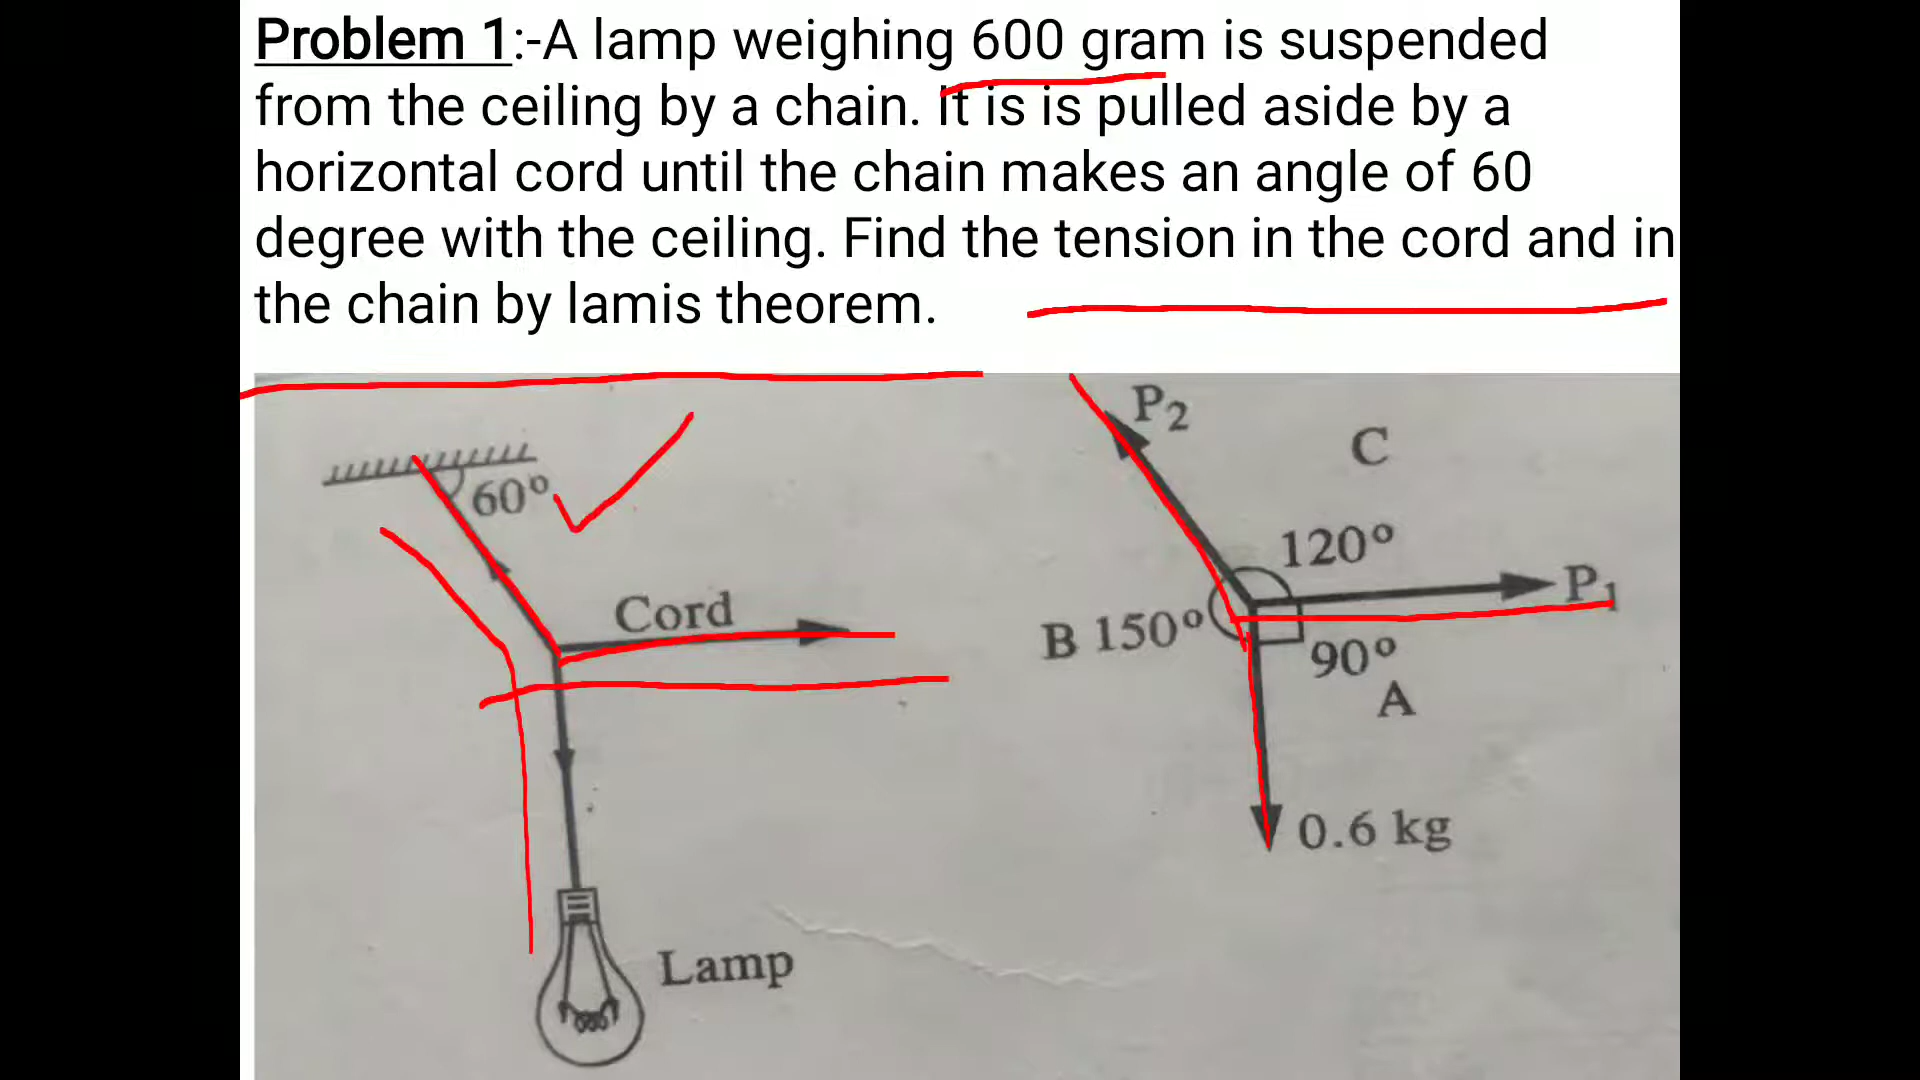 Problem 1:-A lamp weighing 600 gram is suspended
from the ceiling by a chain. It is is pulled aside by a
horizontal cord until the chain makes an angle of 60
degree with the ceiling. Find the tension in the cord and in
the chain by lamis theorem.
60°
Cord
Lamp
P2
C
120°
P1
B 150°
90°
A
0.6 kg